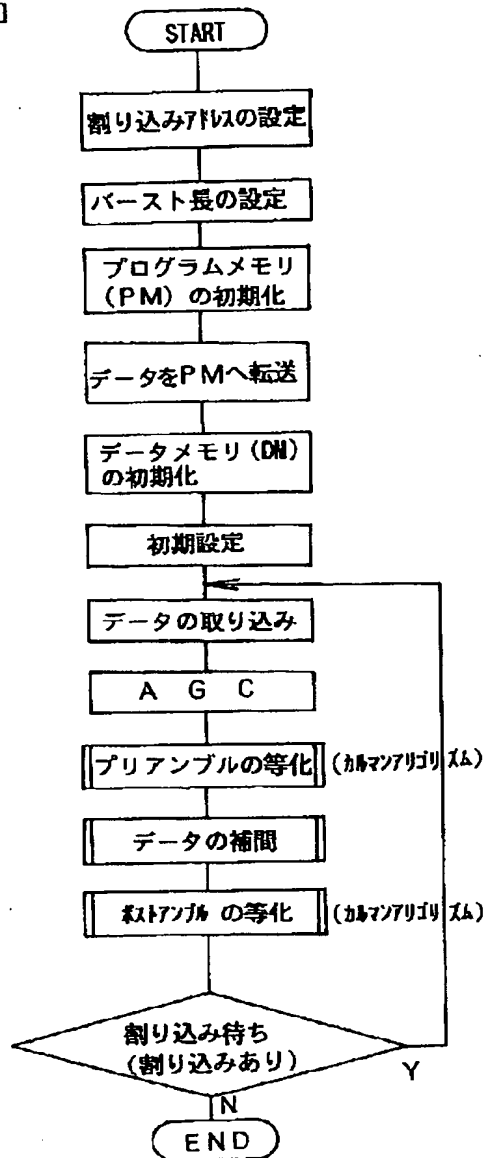 ]
START
割り込みアドレスの設定
バースト長の設定
プログラムメモリ
(PM) の初期化
データをPMへ転送
データメモリ(DM)
の初期化
初期設定
データの取り込み
A G C
プリアンブルの等化 (カルマンアリゴリズム)
データの補間
ポストアンブル の等化 (カルマンアリゴリズム)
割り込み待ち
(割り込みあり)
Y
N
END